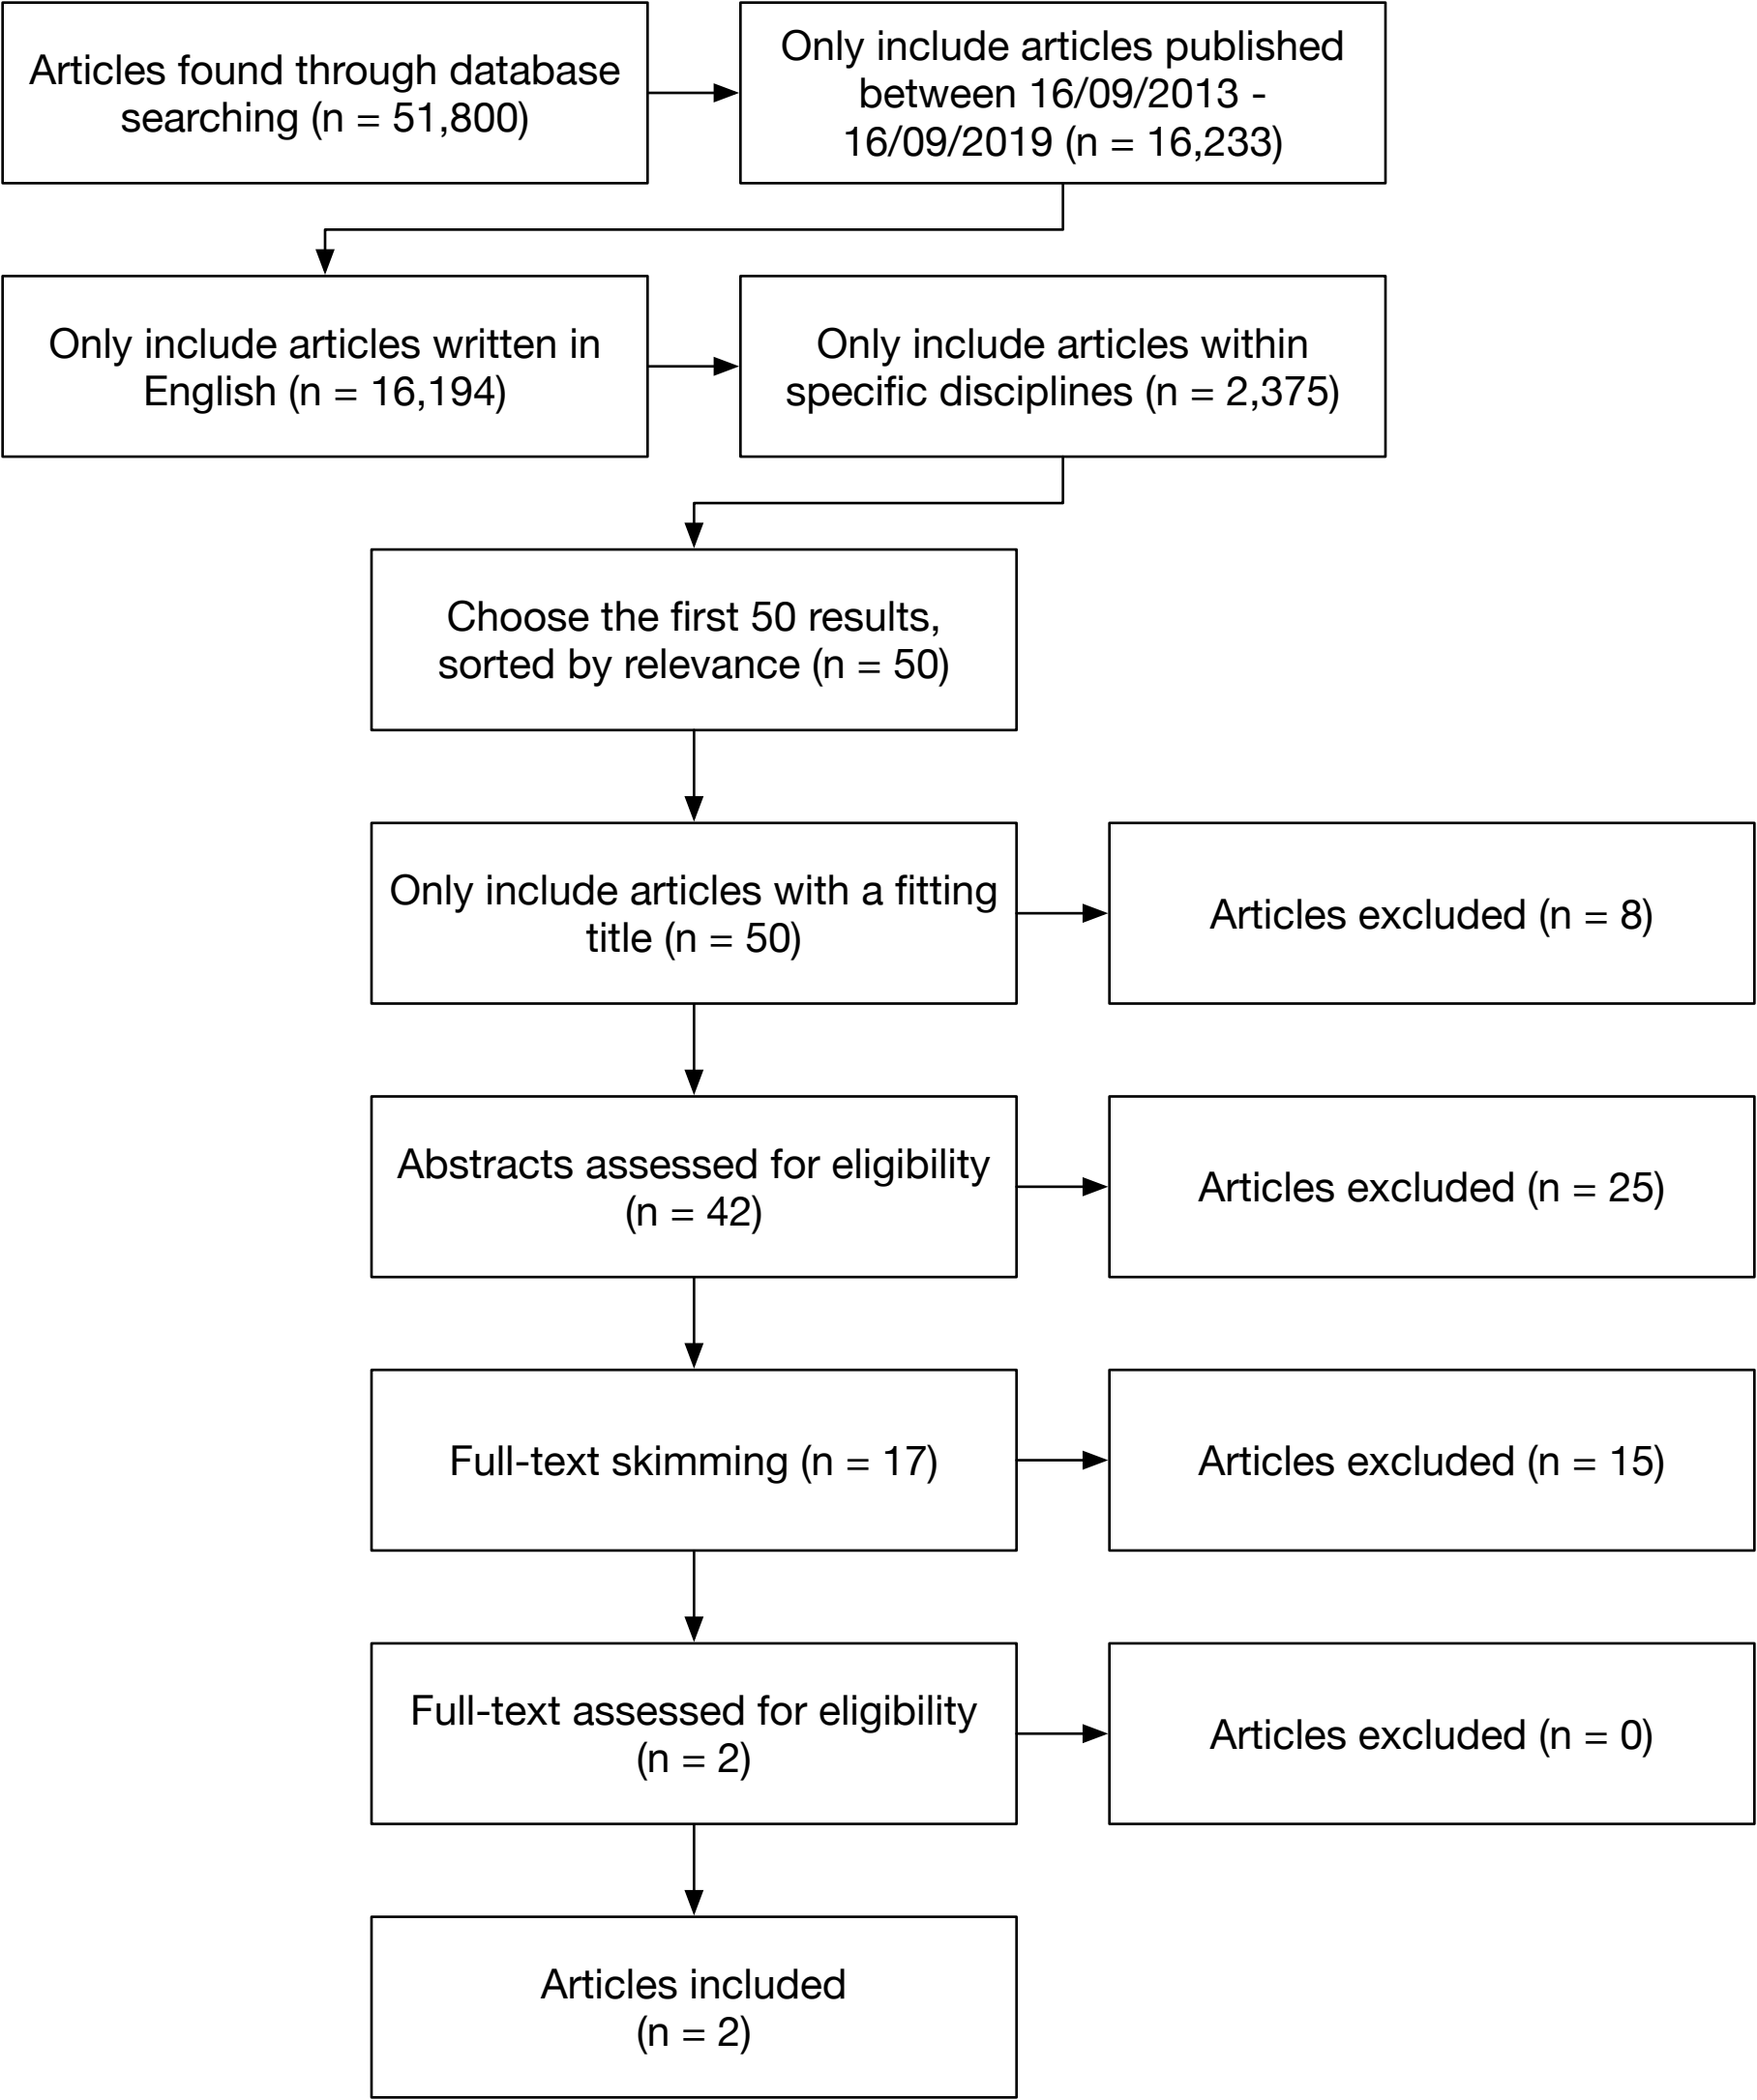 Articles found through database
searching (n = 51,800)
Only include articles published
between 16/09/2013 -
16/09/2019 (n = 16,233)
Only include articles written in
English (n = 16,194)
Only include articles within
specific disciplines (n = 2,375)
Choose the first 50 results,
sorted by relevance (n = 50)
Only include articles with a fitting
title (n = 50)
Articles excluded (n = 8)
Abstracts assessed for eligibility
(n = 42)
Articles excluded (n = 25)
Full-text skimming (n = 17)
Articles excluded (n = 15)
Full-text assessed for eligibility
(n = 2)
Articles excluded (n = 0)
Articles included
(n = 2)